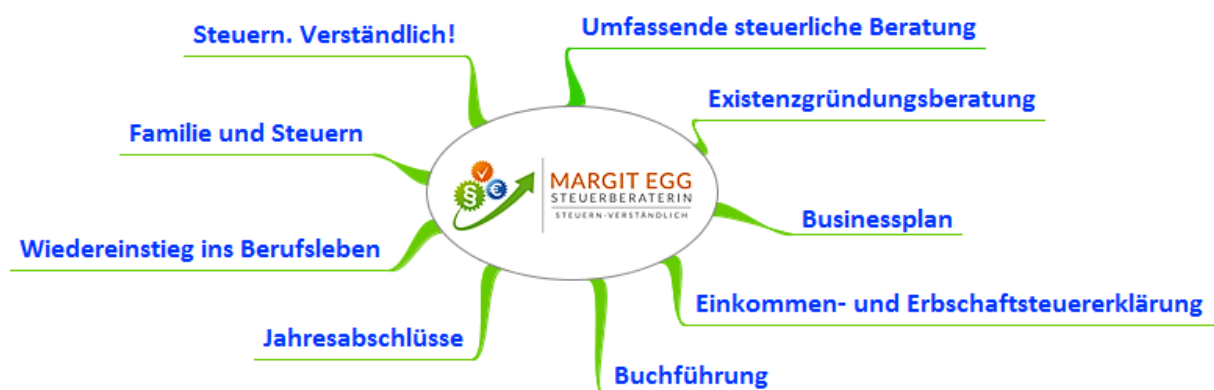 Steuern. Verständlich!
Umfassende steuerliche Beratung
Existenzgründungsberatung
Familie und Steuern
§
€
MARGIT EGG
STEUERBERATERIN
STEUERN-VERSTÄNDLICH
Businessplan
Wiedereinstieg ins Berufsleben
Einkommen- und Erbschaftsteuererklärung
Jahresabschlüsse
Buchführung